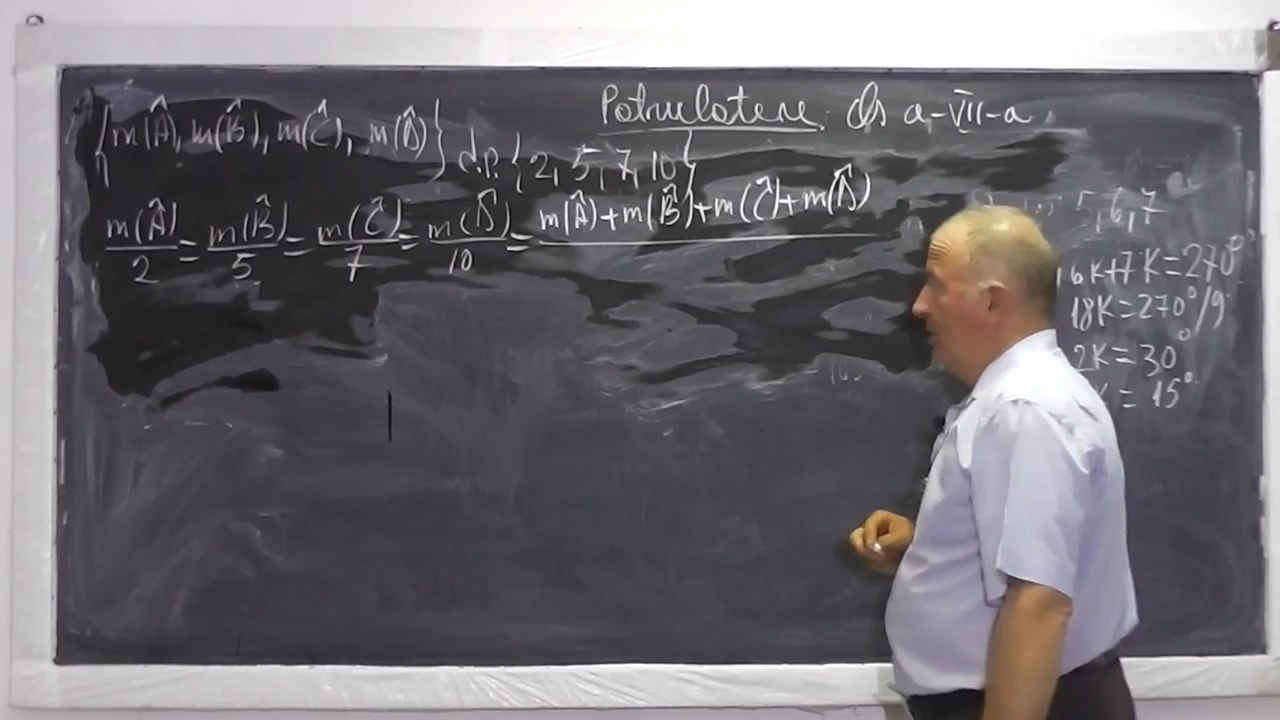 Patrulatere. Cls a-VII-a.
{m(Â), m(B̂), m(Ĉ), m(D̂)} d.p. {2, 5, 7, 10}
m(Â)/2 = m(B̂)/5 = m(Ĉ)/7 = m(D̂)/10 = m(Â)+m(B̂)+m(Ĉ)+m(D̂)
5, 6, 7
6K+7K=270°
18K=270°/9
2K=30°
K=15°